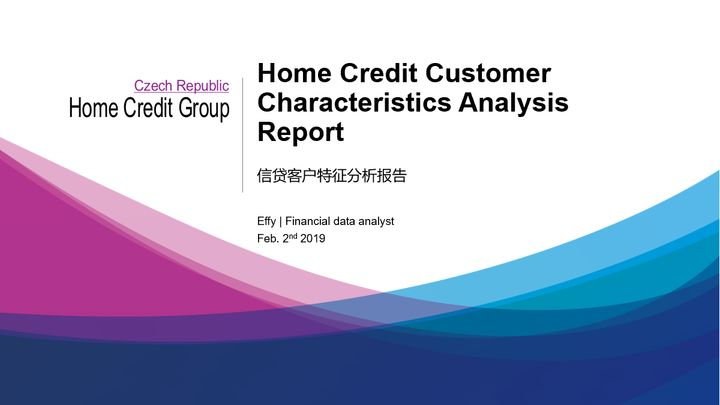 Czech Republic
Home Credit Group
Home Credit Customer
Characteristics Analysis
Report
信贷客户特征分析报告
Effy | Financial data analyst
Feb. 2nd 2019